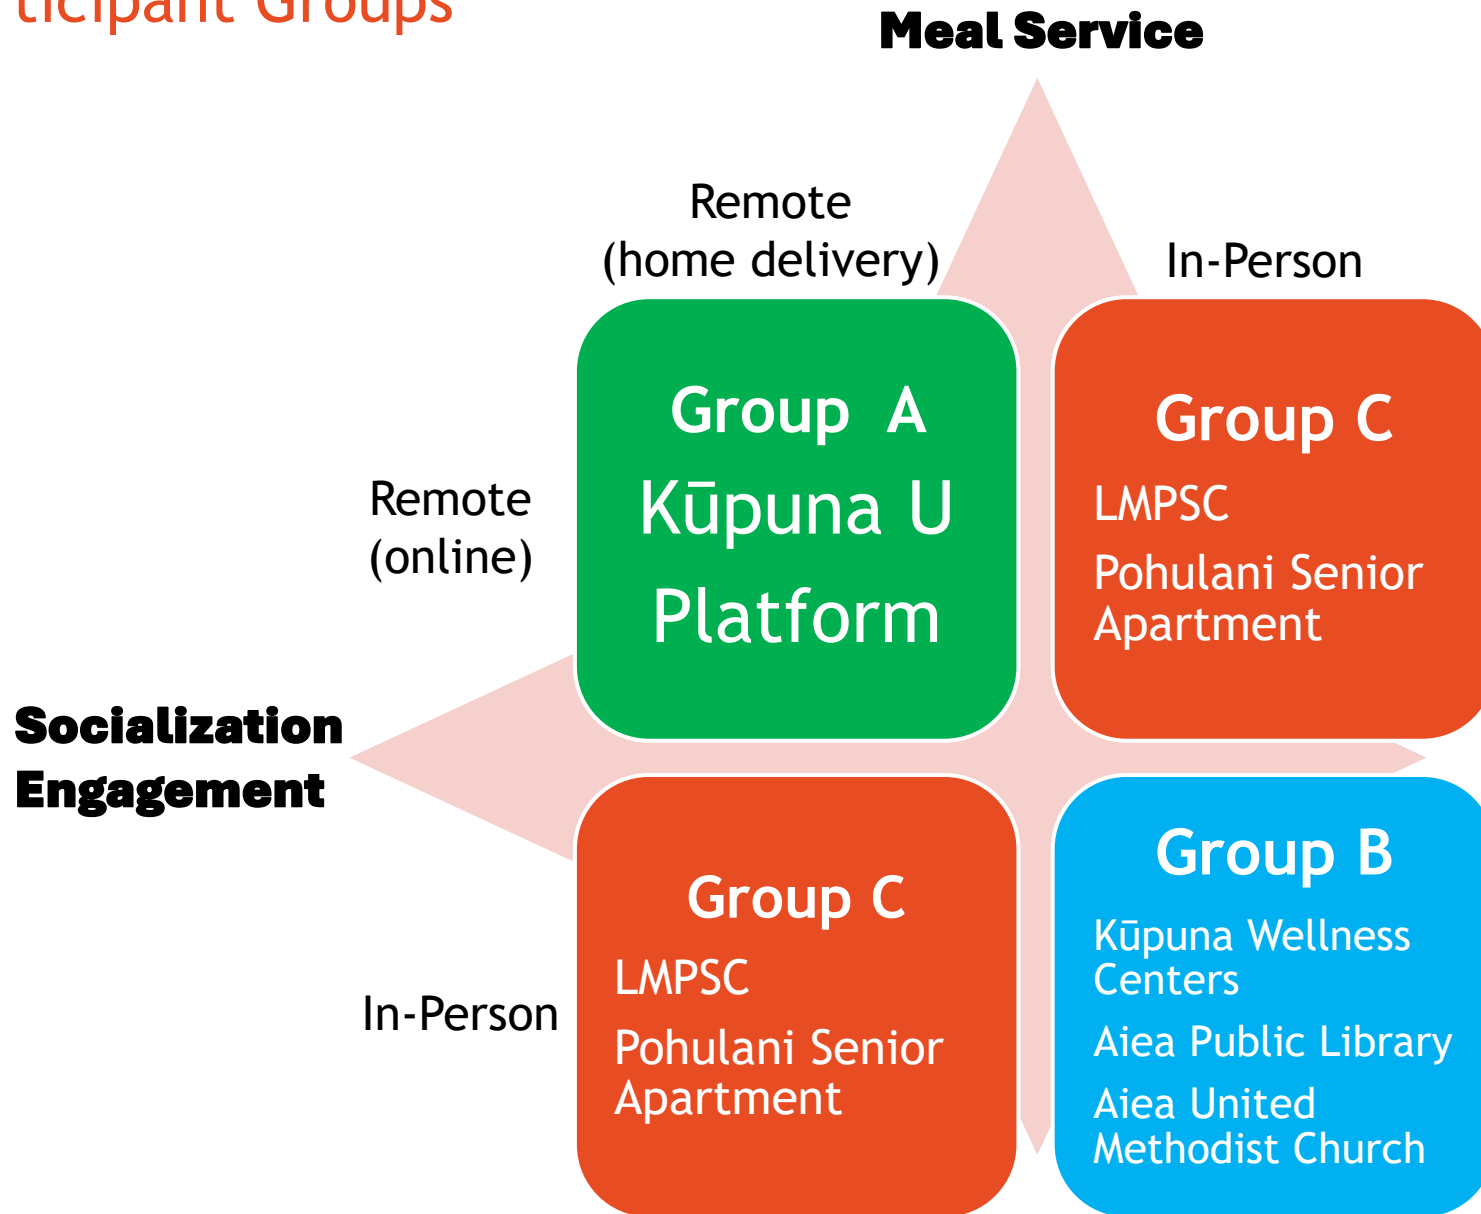 ticipant Groups
Meal Service
Remote
(home delivery)
In-Person
Remote
(online)
Group A
Kūpuna U
Platform
Group C
LMPSC
Pohulani Senior
Apartment
Socialization
Engagement
In-Person
Group C
LMPSC
Pohulani Senior
Apartment
Group B
Kūpuna Wellness
Centers
Aiea Public Library
Aiea United
Methodist Church